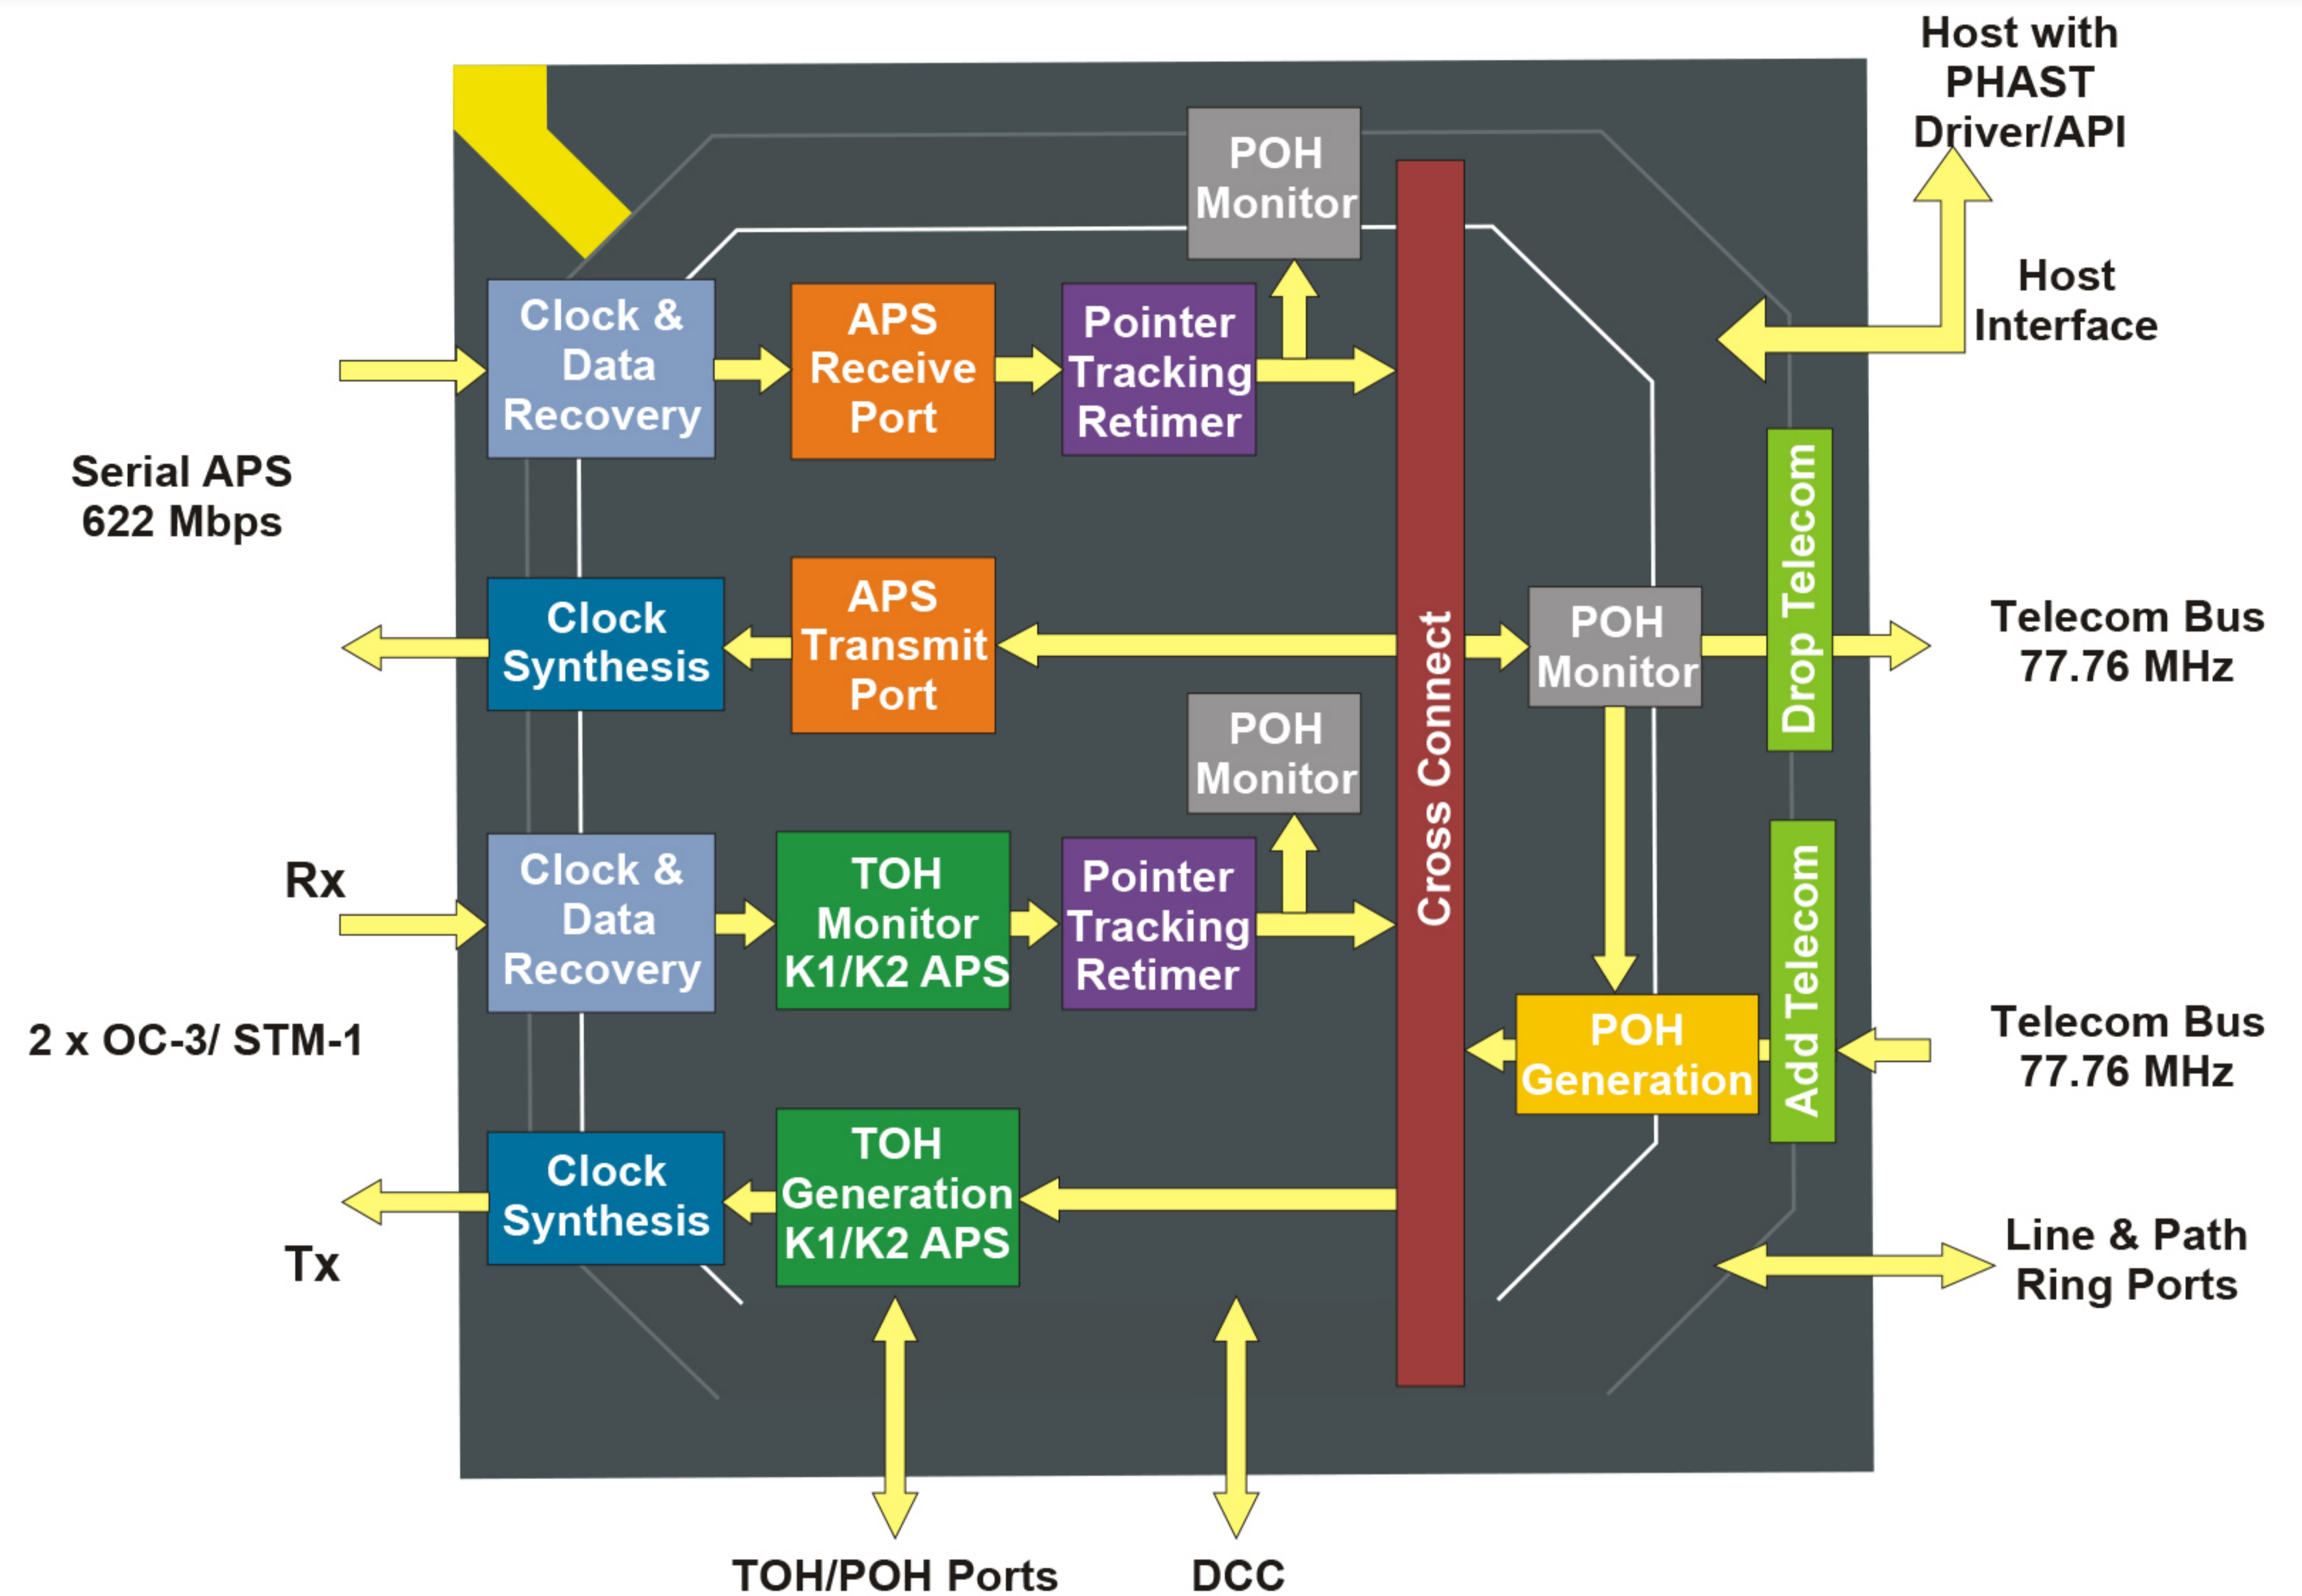 Host with
PHAST
Driver/API
POH
Monitor
Host
Interface
Clock &
Data
Recovery
APS
Receive
Port
Pointer
Tracking
Retimer
Serial APS
622 Mbps
Clock
Synthesis
APS
Transmit
Port
Cross Connect
POH
Monitor
Drop Telecom
Telecom Bus
77.76 MHz
POH
Monitor
Rx
Clock &
Data
Recovery
TOH
Monitor
K1/K2 APS
Pointer
Tracking
Retimer
2 x OC-3/ STM-1
POH
Generation
Add Telecom
Telecom Bus
77.76 MHz
Clock
Synthesis
TOH
Generation
K1/K2 APS
Tx
Line & Path
Ring Ports
TOH/POH Ports
DCC